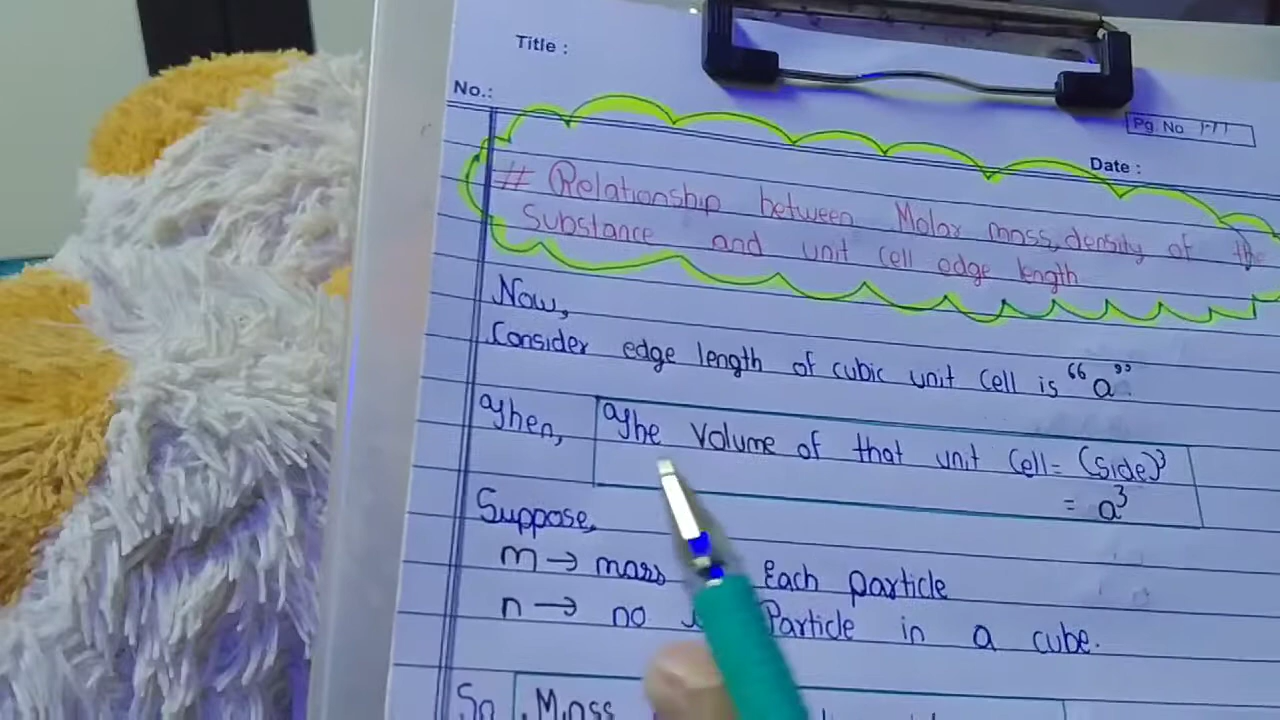 Title :
No.:
Pg. No.
Date :
# Relationship between Molar mass, density of the
Substance and unit cell edge length
Now,
Consider edge length of cubic unit cell is "a".
Then, The volume of that unit cell = (side)³
= a³
Suppose,
m → mass Each particle
n → no Particle in a cube.
So, Mass